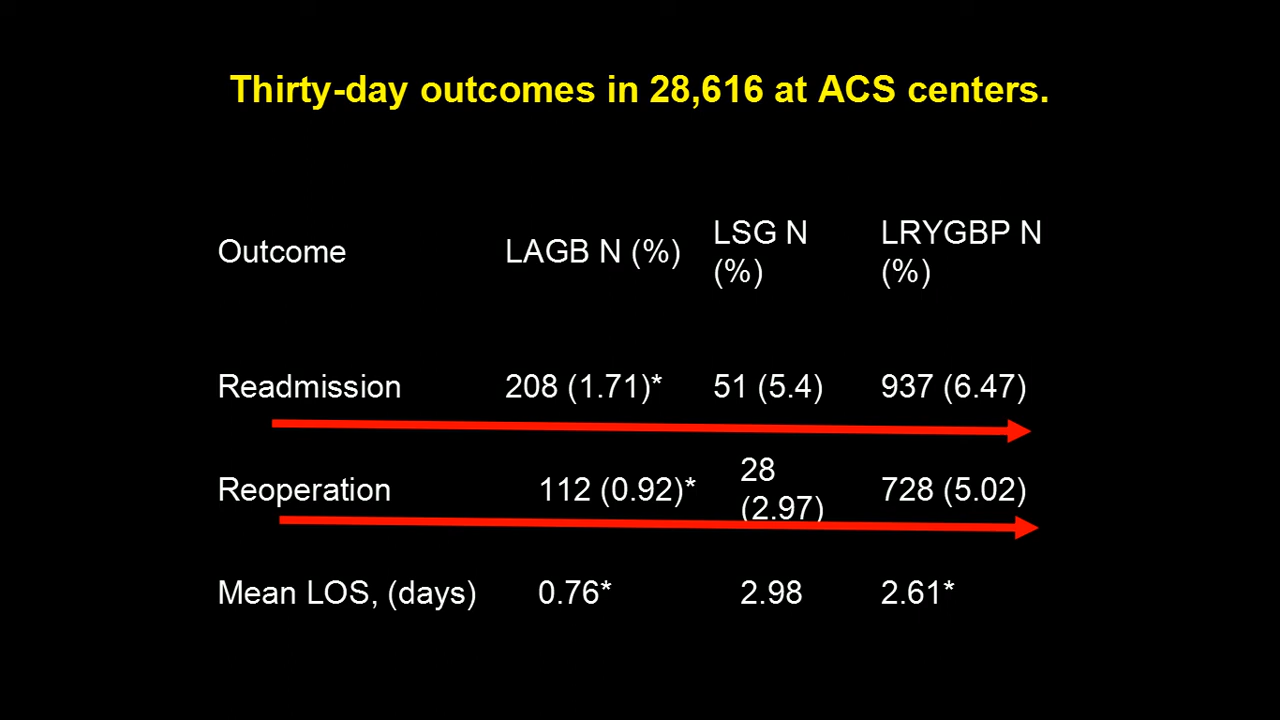 Thirty-day outcomes in 28,616 at ACS centers.
Outcome LAGB N (%) LSG N (%) LRYGBP N (%)
Readmission 208 (1.71)* 51 (5.4) 937 (6.47)
Reoperation 112 (0.92)* 28 (2.97) 728 (5.02)
Mean LOS, (days) 0.76* 2.98 2.61*